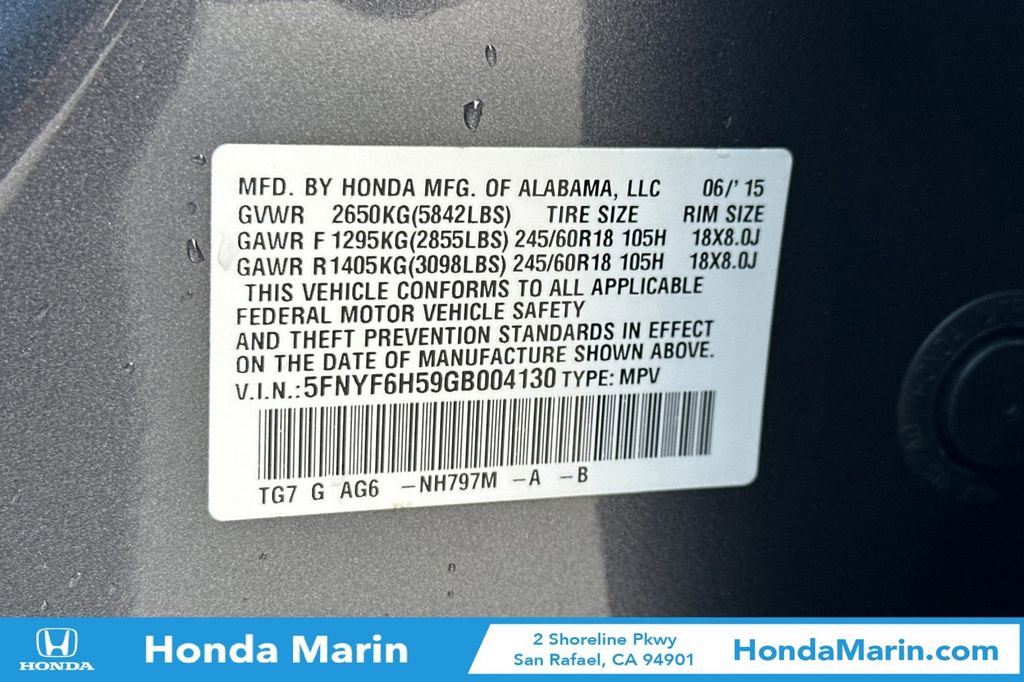 MFD. BY HONDA MFG. OF ALABAMA, LLC 06/'15
GVWR 2650KG(5842LBS) TIRE SIZE RIM SIZE
GAWR F 1295KG(2855LBS) 245/60R18 105H 18X8.0J
GAWR R1405KG(3098LBS) 245/60R18 105H 18X8.0J
THIS VEHICLE CONFORMS TO ALL APPLICABLE
FEDERAL MOTOR VEHICLE SAFETY
AND THEFT PREVENTION STANDARDS IN EFFECT
ON THE DATE OF MANUFACTURE SHOWN ABOVE.
V.I.N.:5FNYF6H59GB004130 TYPE: MPV
TG7 G AG6 -NH797M -A -B
HONDA
Honda Marin
2 Shoreline Pkwy
San Rafael, CA 94901
HondaMarin.com